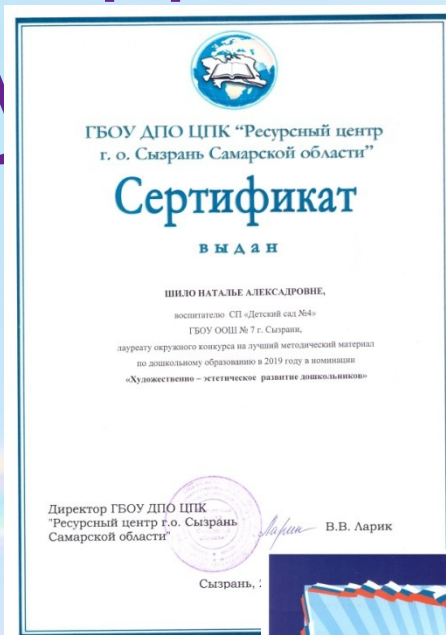 ГБОУ ДПО ЦПК “Ресурсный центр
г. о. Сызрань Самарской области”
Сертификат
выдан
ШИЛО НАТАЛЬЕ АЛЕКСАДРОВНЕ,
воспитателю СП «Детский сад №4»
ГБОУ ООШ № 7 г. Сызрани,
лауреату окружного конкурса на лучший методический материал
по дошкольному образованию в 2019 году в номинации
«Художественно – эстетическое развитие дошкольников»
Директор ГБОУ ДПО ЦПК
"Ресурсный центр г.о. Сызрань
Самарской области"
В.В. Ларик
Сызрань,